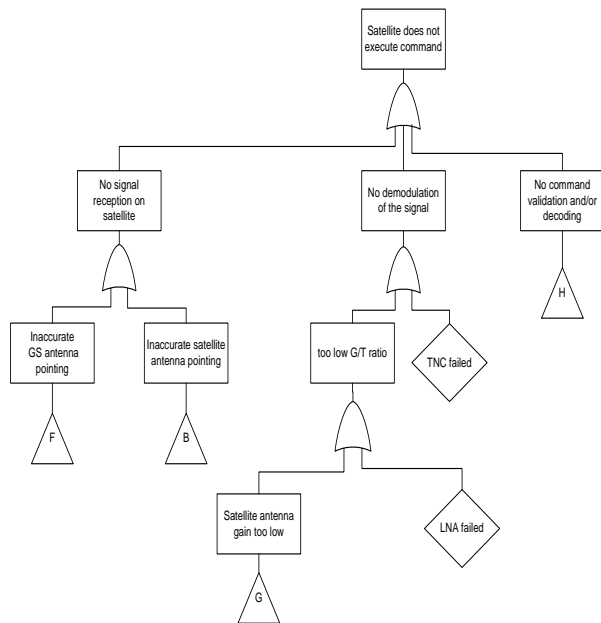 Satellite does not
execute command
No signal
reception on
satellite
No demodulation
of the signal
No command
validation and/or
decoding
H
Inaccurate
GS antenna
pointing
Inaccurate satellite
antenna pointing
too low G/T ratio
TNC failed
F
B
Satellite antenna
gain too low
LNA failed
G